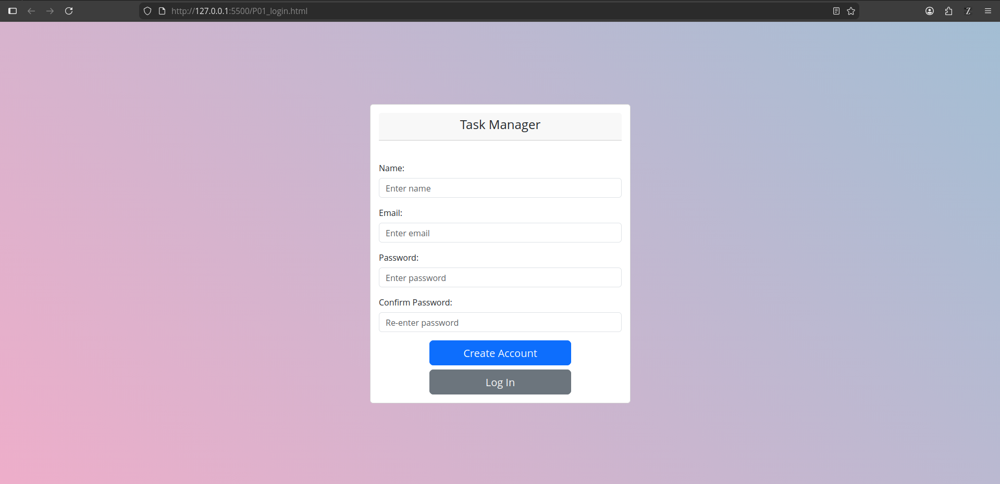 http://127.0.0.1:5500/P01_login.html
Task Manager
Name:
Enter name
Email:
Enter email
Password:
Enter password
Confirm Password:
Re-enter password
Create Account
Log In